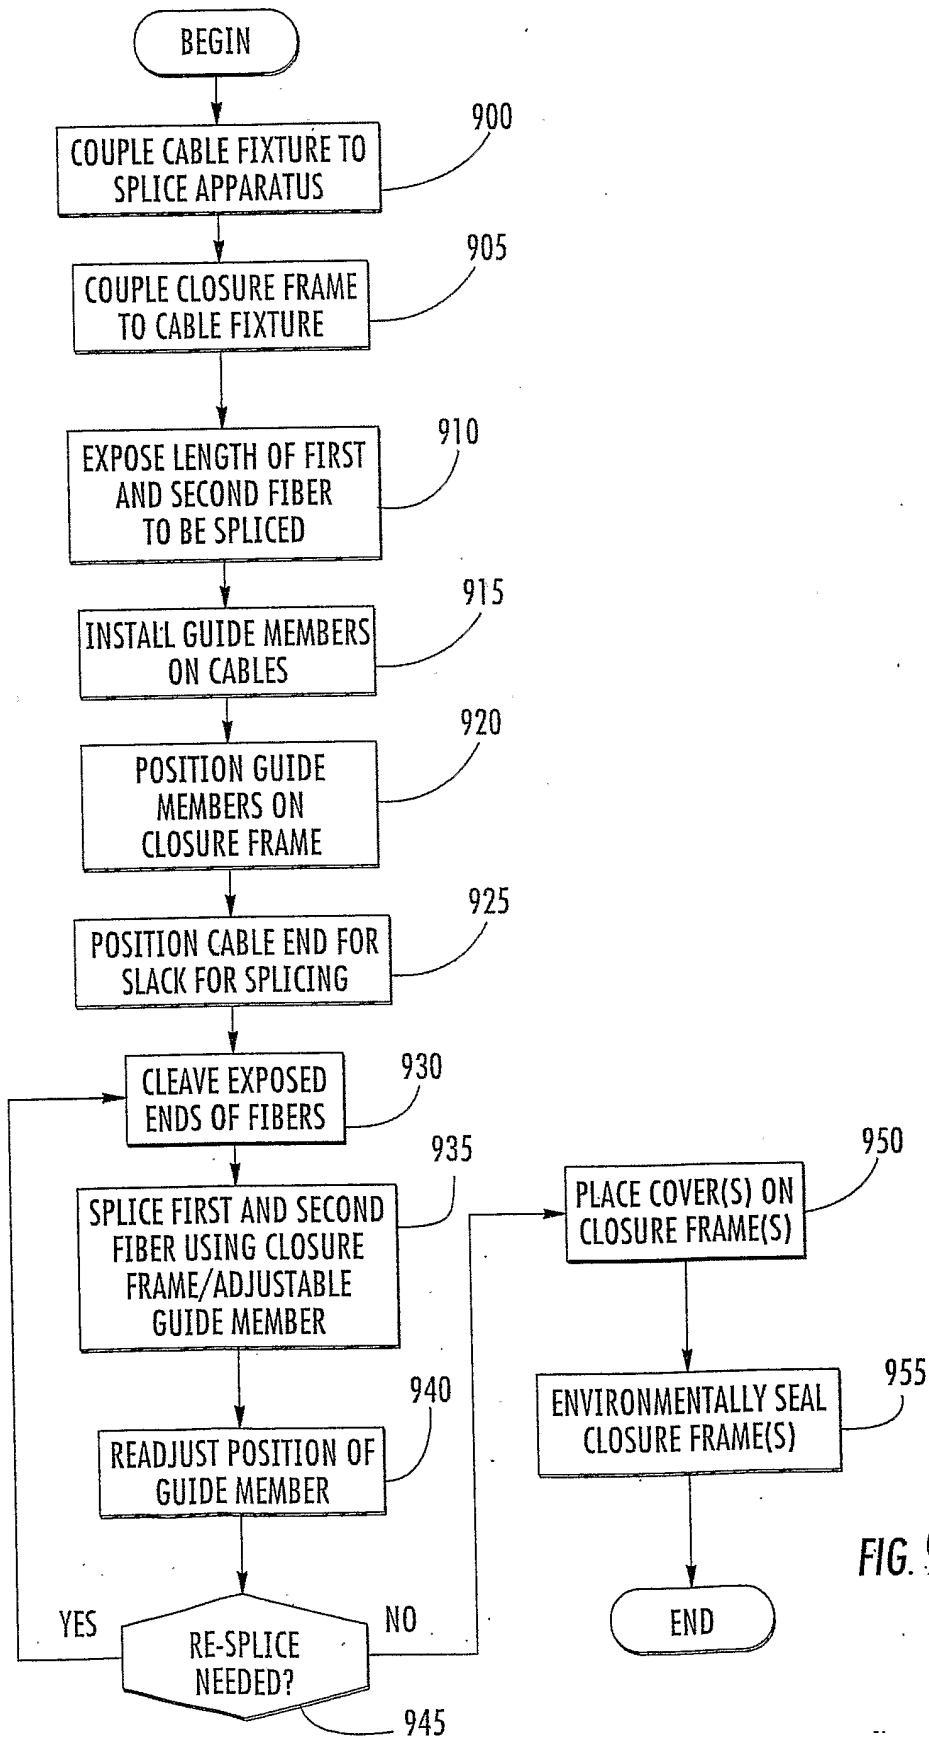 BEGIN
900
COUPLE CABLE FIXTURE TO
SPLICE APPARATUS
905
COUPLE CLOSURE FRAME
TO CABLE FIXTURE
910
EXPOSE LENGTH OF FIRST
AND SECOND FIBER
TO BE SPLICED
915
INSTALL GUIDE MEMBERS
ON CABLES
920
POSITION GUIDE
MEMBERS ON
CLOSURE FRAME
925
POSITION CABLE END FOR
SLACK FOR SPLICING
930
CLEAVE EXPOSED
ENDS OF FIBERS
935
SPLICE FIRST AND SECOND
FIBER USING CLOSURE
FRAME/ADJUSTABLE
GUIDE MEMBER
940
READJUST POSITION OF
GUIDE MEMBER
YES
NO
RE-SPLICE
NEEDED?
945
950
PLACE COVER(S) ON
CLOSURE FRAME(S)
955
ENVIRONMENTALLY SEAL
CLOSURE FRAME(S)
END
FIG.